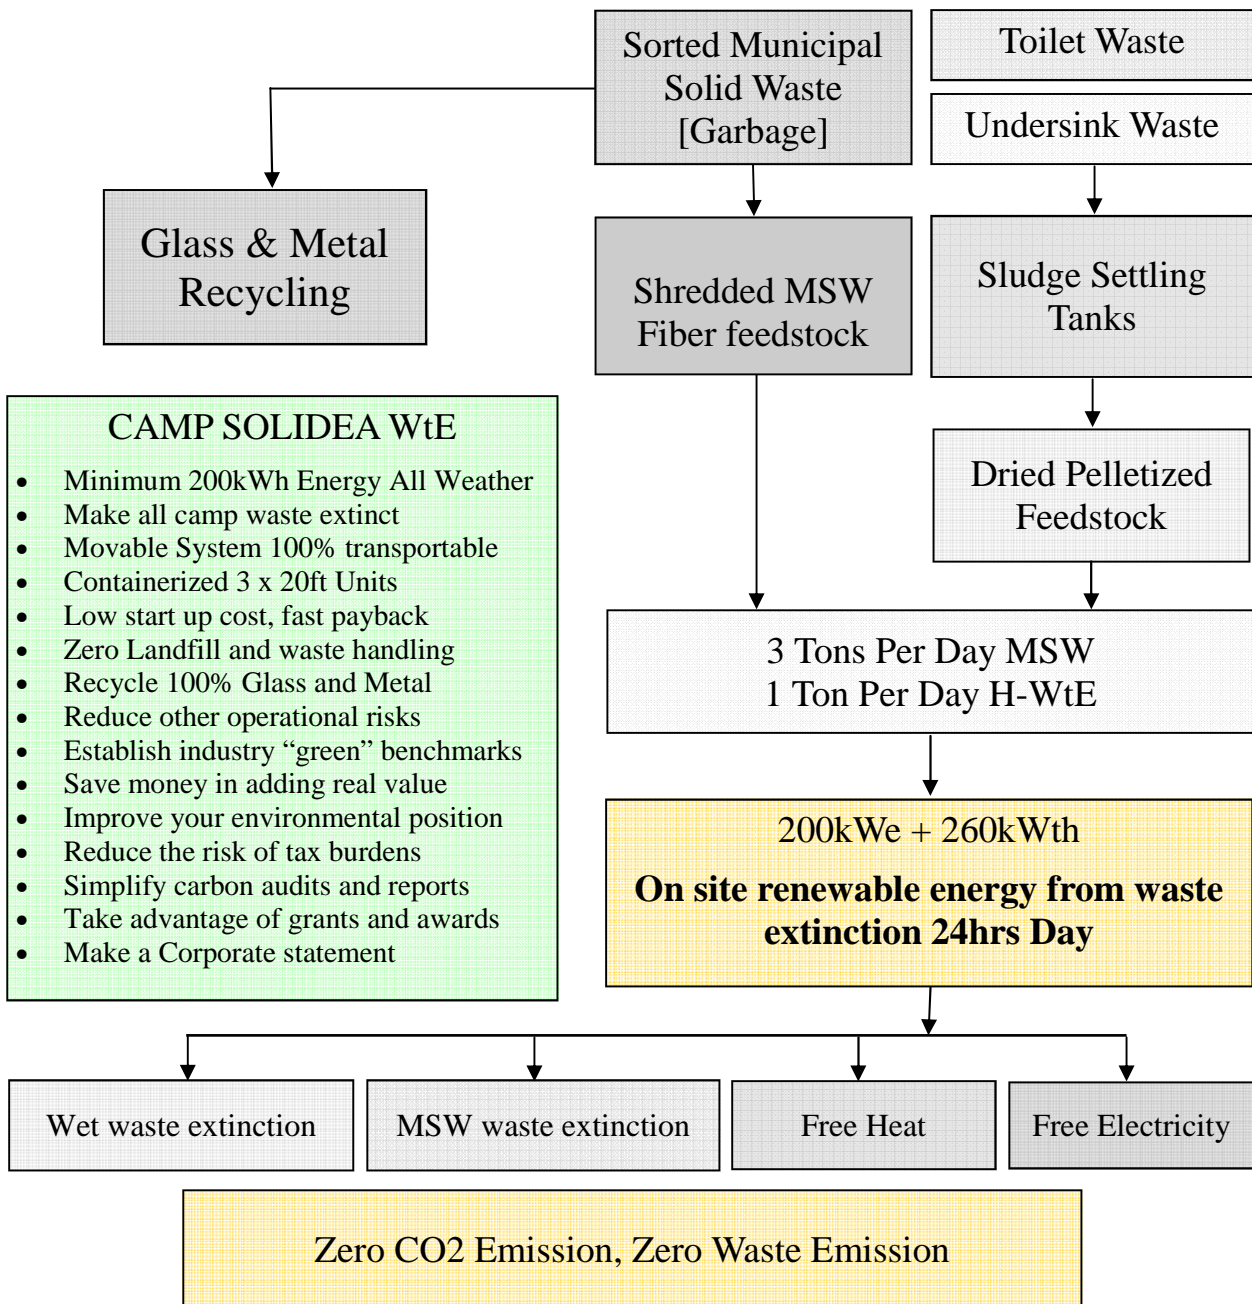 Sorted Municipal
Solid Waste
[Garbage]
Toilet Waste
Undersink Waste
Glass & Metal
Recycling
Shredded MSW
Fiber feedstock
Sludge Settling
Tanks
Dried Pelletized
Feedstock
CAMP SOLIDEA WtE
• Minimum 200kWh Energy All Weather
• Make all camp waste extinct
• Movable System 100% transportable
• Containerized 3 x 20ft Units
• Low start up cost, fast payback
• Zero Landfill and waste handling
• Recycle 100% Glass and Metal
• Reduce other operational risks
• Establish industry “green” benchmarks
• Save money in adding real value
• Improve your environmental position
• Reduce the risk of tax burdens
• Simplify carbon audits and reports
• Take advantage of grants and awards
• Make a Corporate statement
3 Tons Per Day MSW
1 Ton Per Day H-WtE
200kWe + 260kWth
On site renewable energy from waste
extinction 24hrs Day
Wet waste extinction
MSW waste extinction
Free Heat
Free Electricity
Zero CO2 Emission, Zero Waste Emission